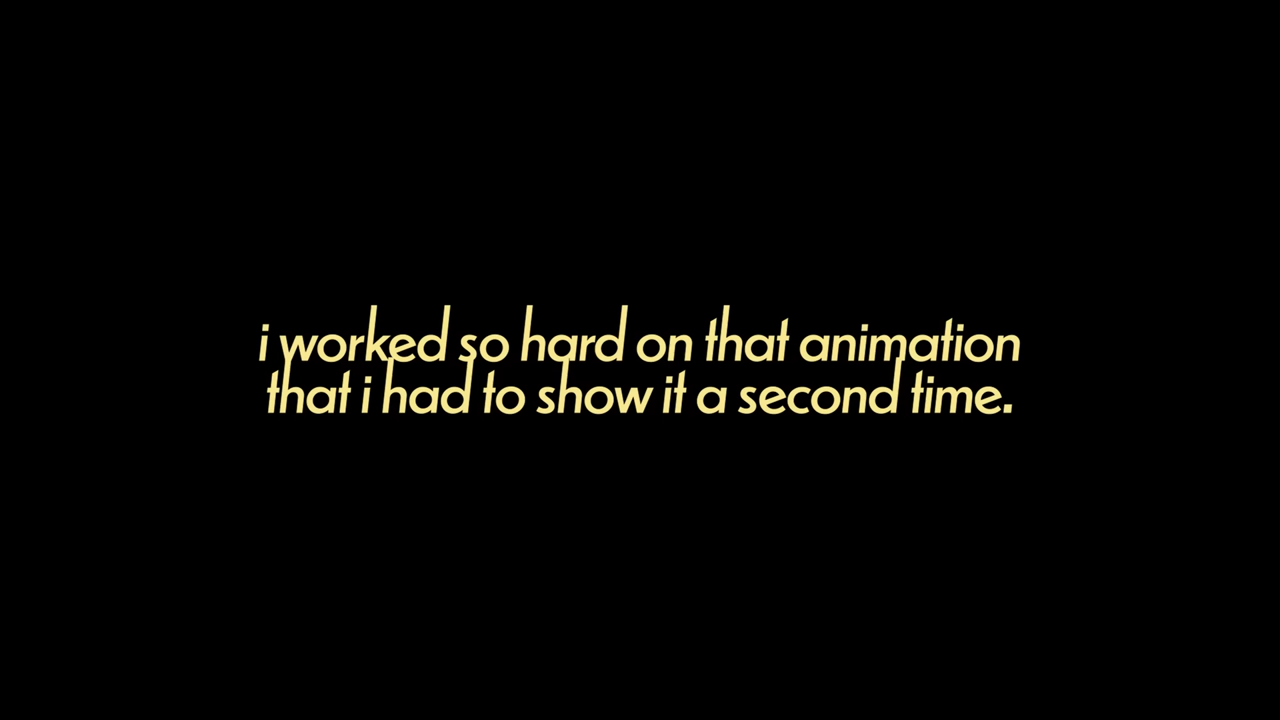 i worked so hard on that animation
that i had to show it a second time.